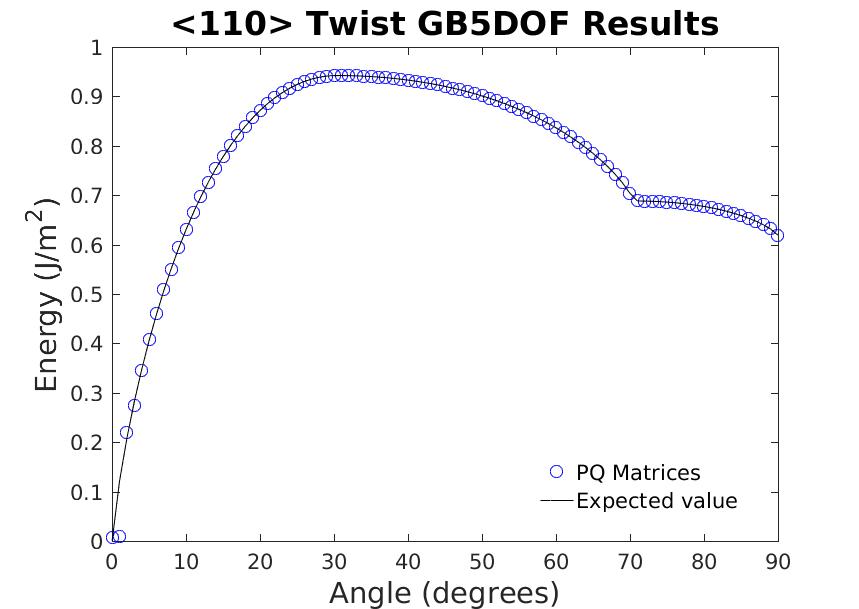 <110> Twist GB5DOF Results
Energy (J/m²)
1
0.9
0.8
0.7
0.6
0.5
0.4
0.3
0.2
0.1
0
PQ Matrices
Expected value
0 10 20 30 40 50 60 70 80 90
Angle (degrees)